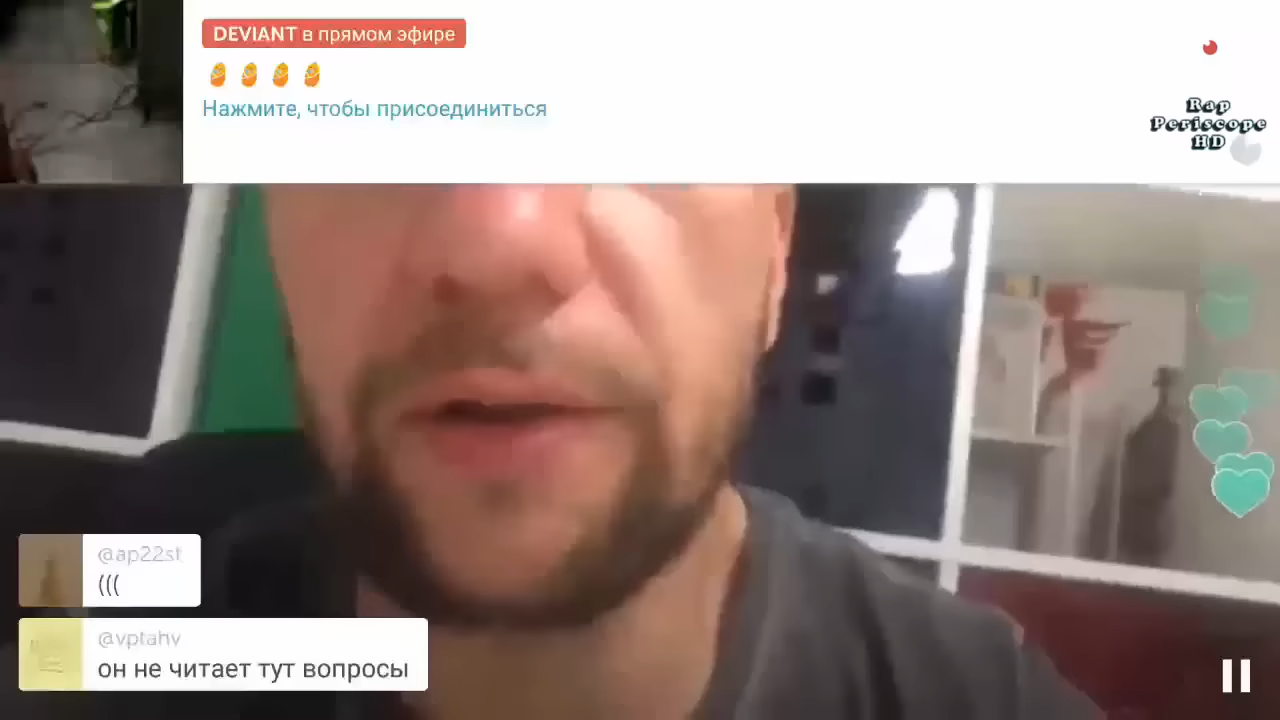 DEVIANT в прямом эфире
Нажмите, чтобы присоединиться
Rap
Periscope
HD
@ap22st
(((
@vptahv
он не читает тут вопросы